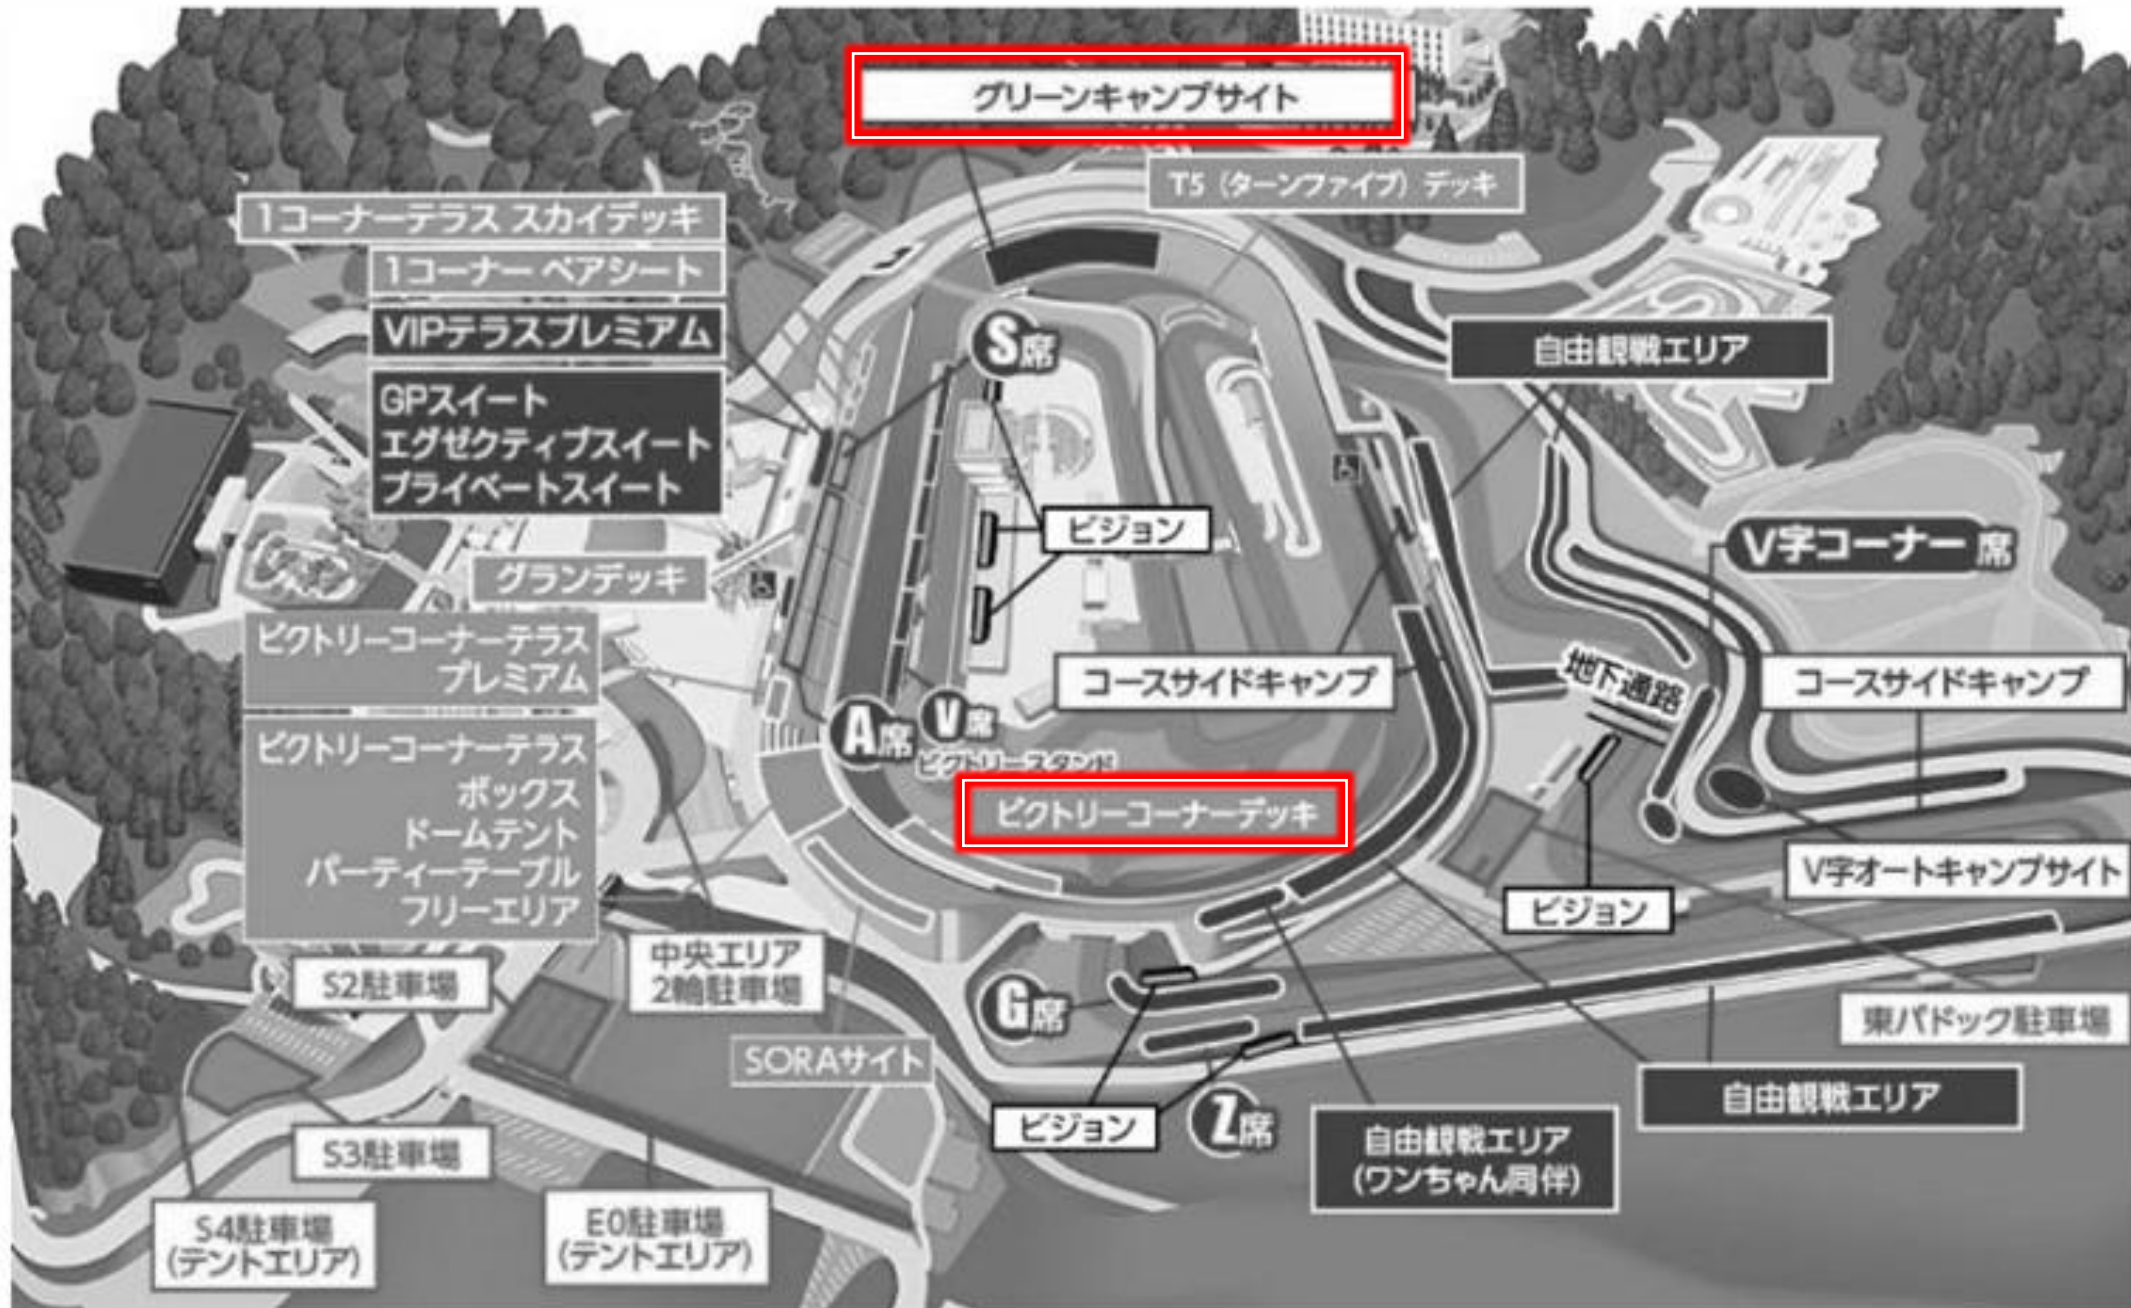 グリーンキャンプサイト
T5（ターンファイブ）デッキ
1コーナーテラス スカイデッキ
1コーナー ペアシート
VIPテラスプレミアム
GPスイート
エグゼクティブスイート
プライベートスイート
S席
自由観戦エリア
ビジョン
V字コーナー席
グランデッキ
ビクトリーコーナーテラス
プレミアム
コースサイドキャンプ
地下通路
コースサイドキャンプ
A席
V席
ビクトリースタンド
ビクトリーコーナーデッキ
ビクトリーコーナーテラス
ボックス
ドームテント
パーティーテーブル
フリーエリア
V字オートキャンプサイト
ビジョン
中央エリア
2輪駐車場
S2駐車場
G席
東パドック駐車場
SORAサイト
自由観戦エリア
ビジョン
Z席
自由観戦エリア
(ワンちゃん同伴)
S3駐車場
S4駐車場
(テントエリア)
E0駐車場
(テントエリア)